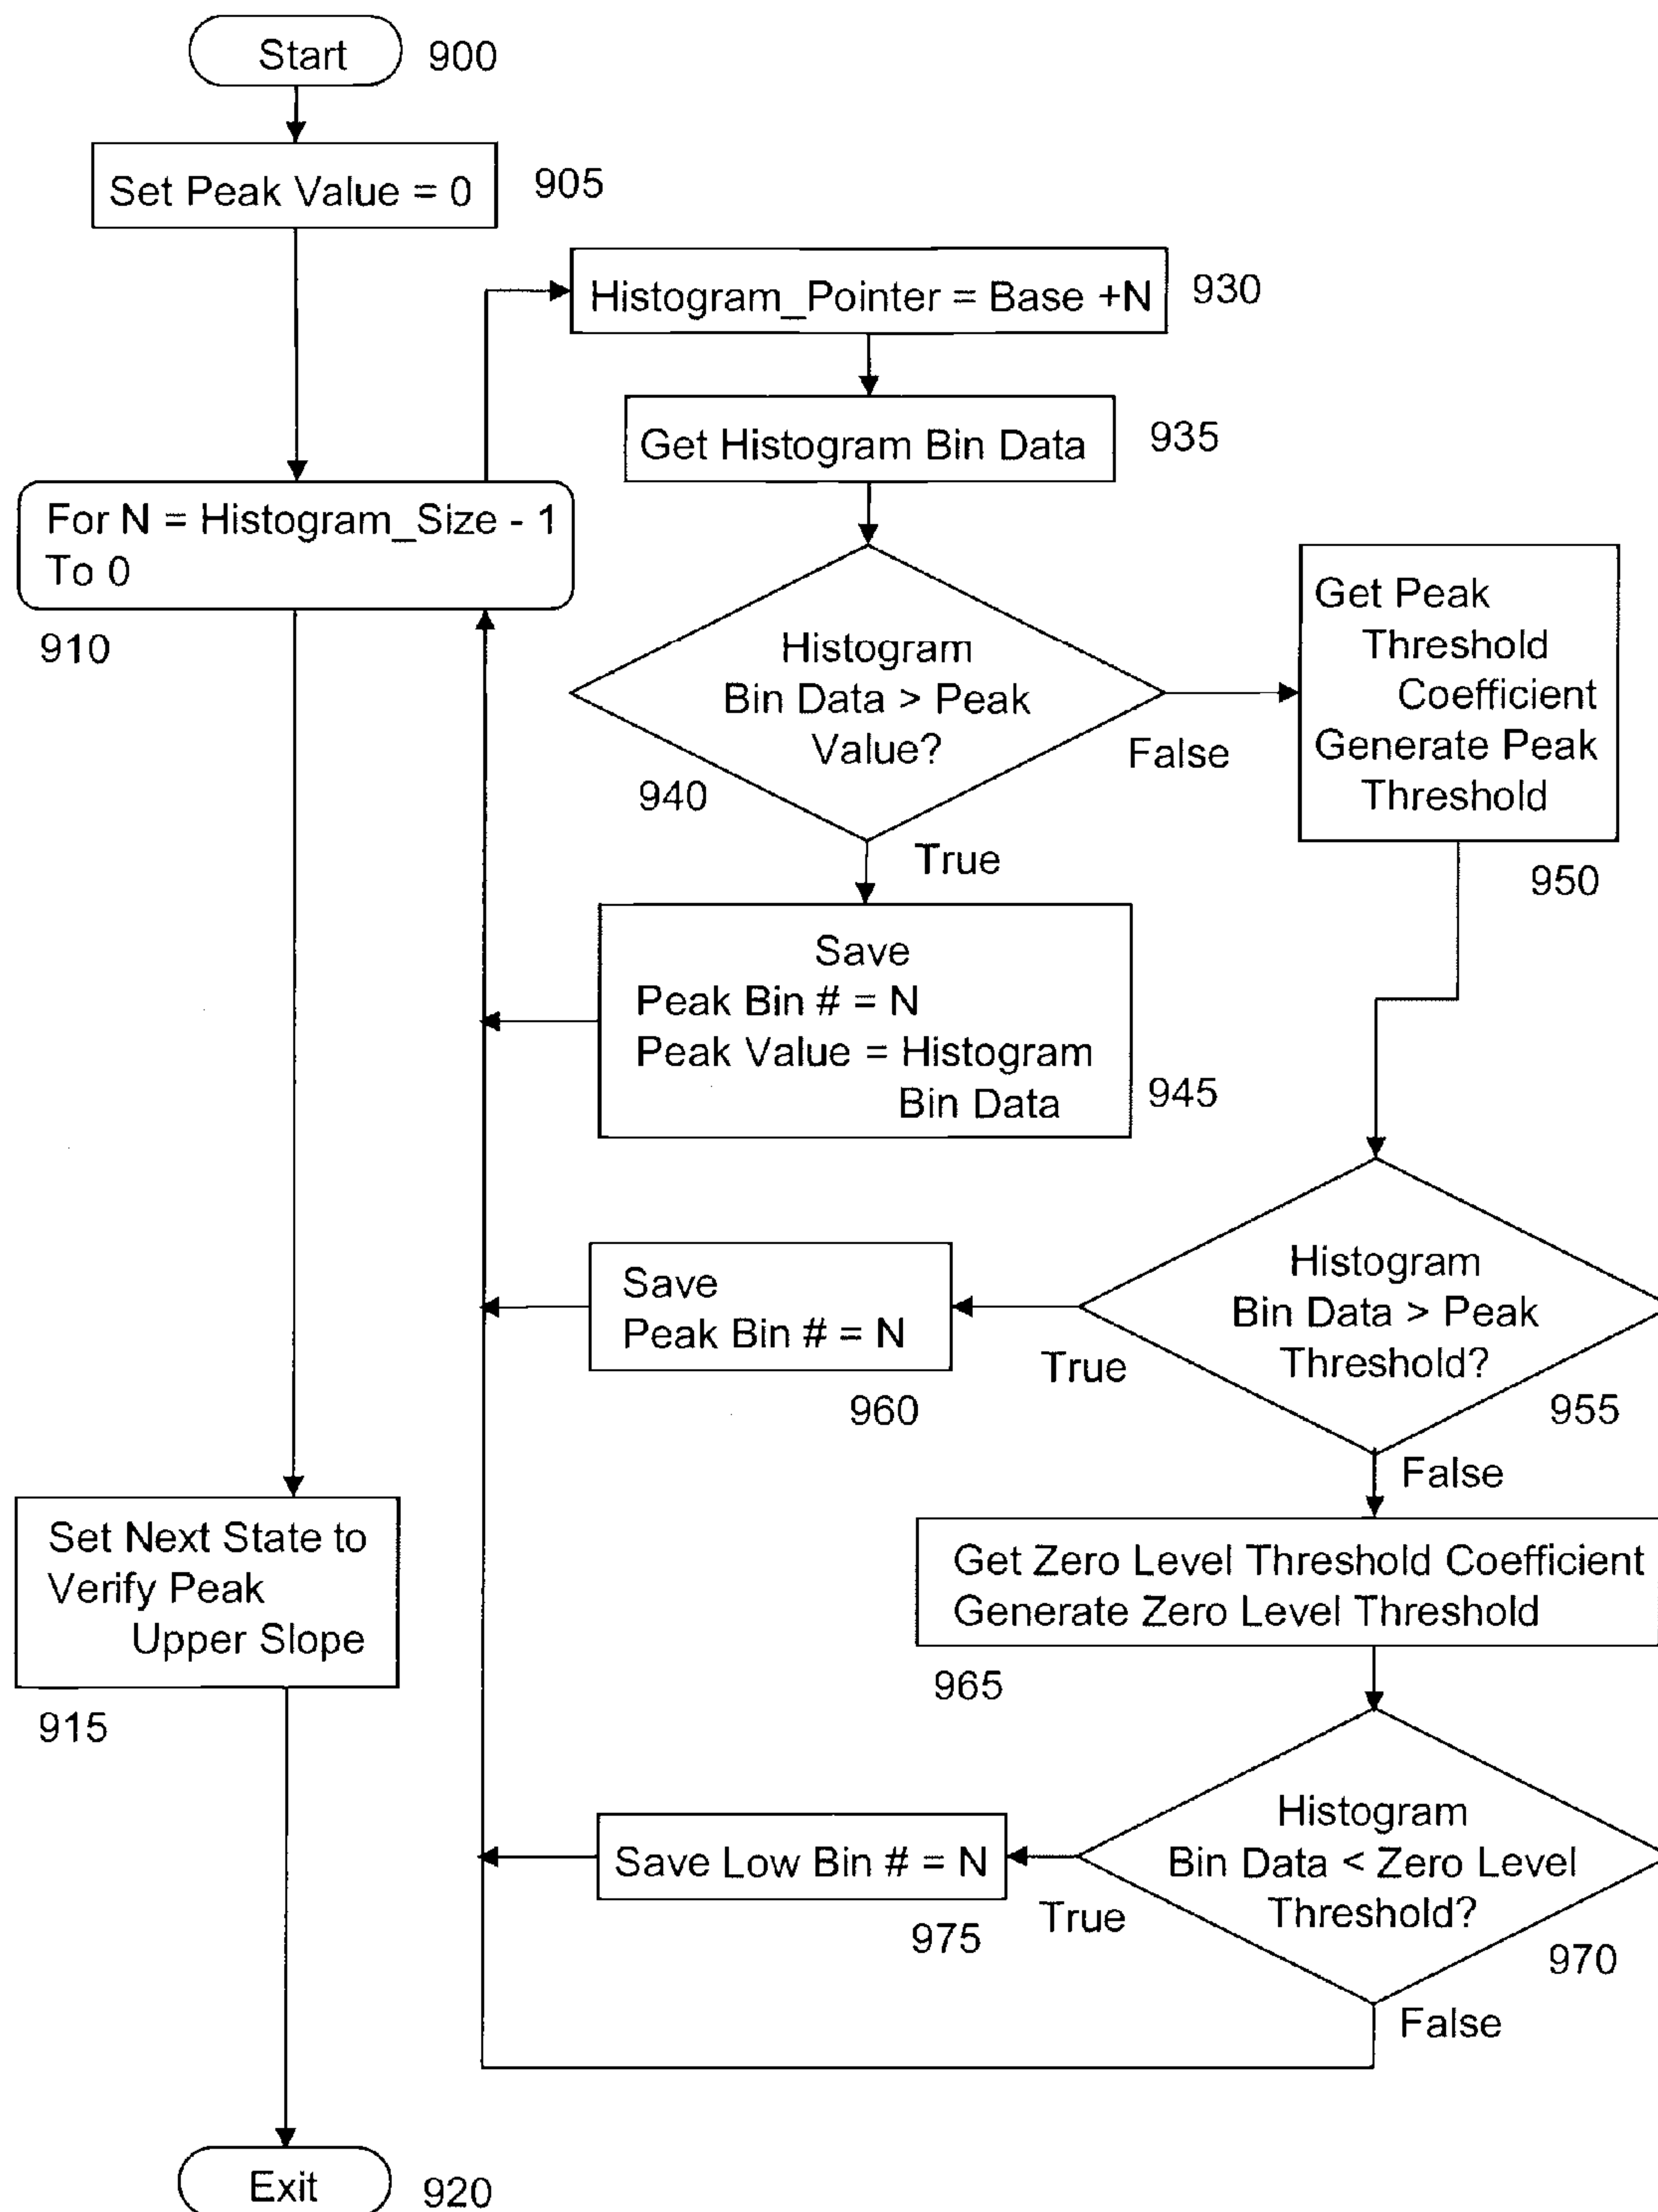 Start
900
Set Peak Value = 0
905
Histogram_Pointer = Base +N
930
Get Histogram Bin Data
935
For N = Histogram_Size - 1
To 0
910
Histogram
Bin Data > Peak
Value?
940
False
True
Get Peak
Threshold
Coefficient
Generate Peak
Threshold
950
Save
Peak Bin # = N
Peak Value = Histogram
Bin Data
945
Histogram
Bin Data > Peak
Threshold?
955
True
False
Save
Peak Bin # = N
960
Set Next State to
Verify Peak
Upper Slope
915
Get Zero Level Threshold Coefficient
Generate Zero Level Threshold
965
Histogram
Bin Data < Zero Level
Threshold?
970
True
False
Save Low Bin # = N
975
Exit
920